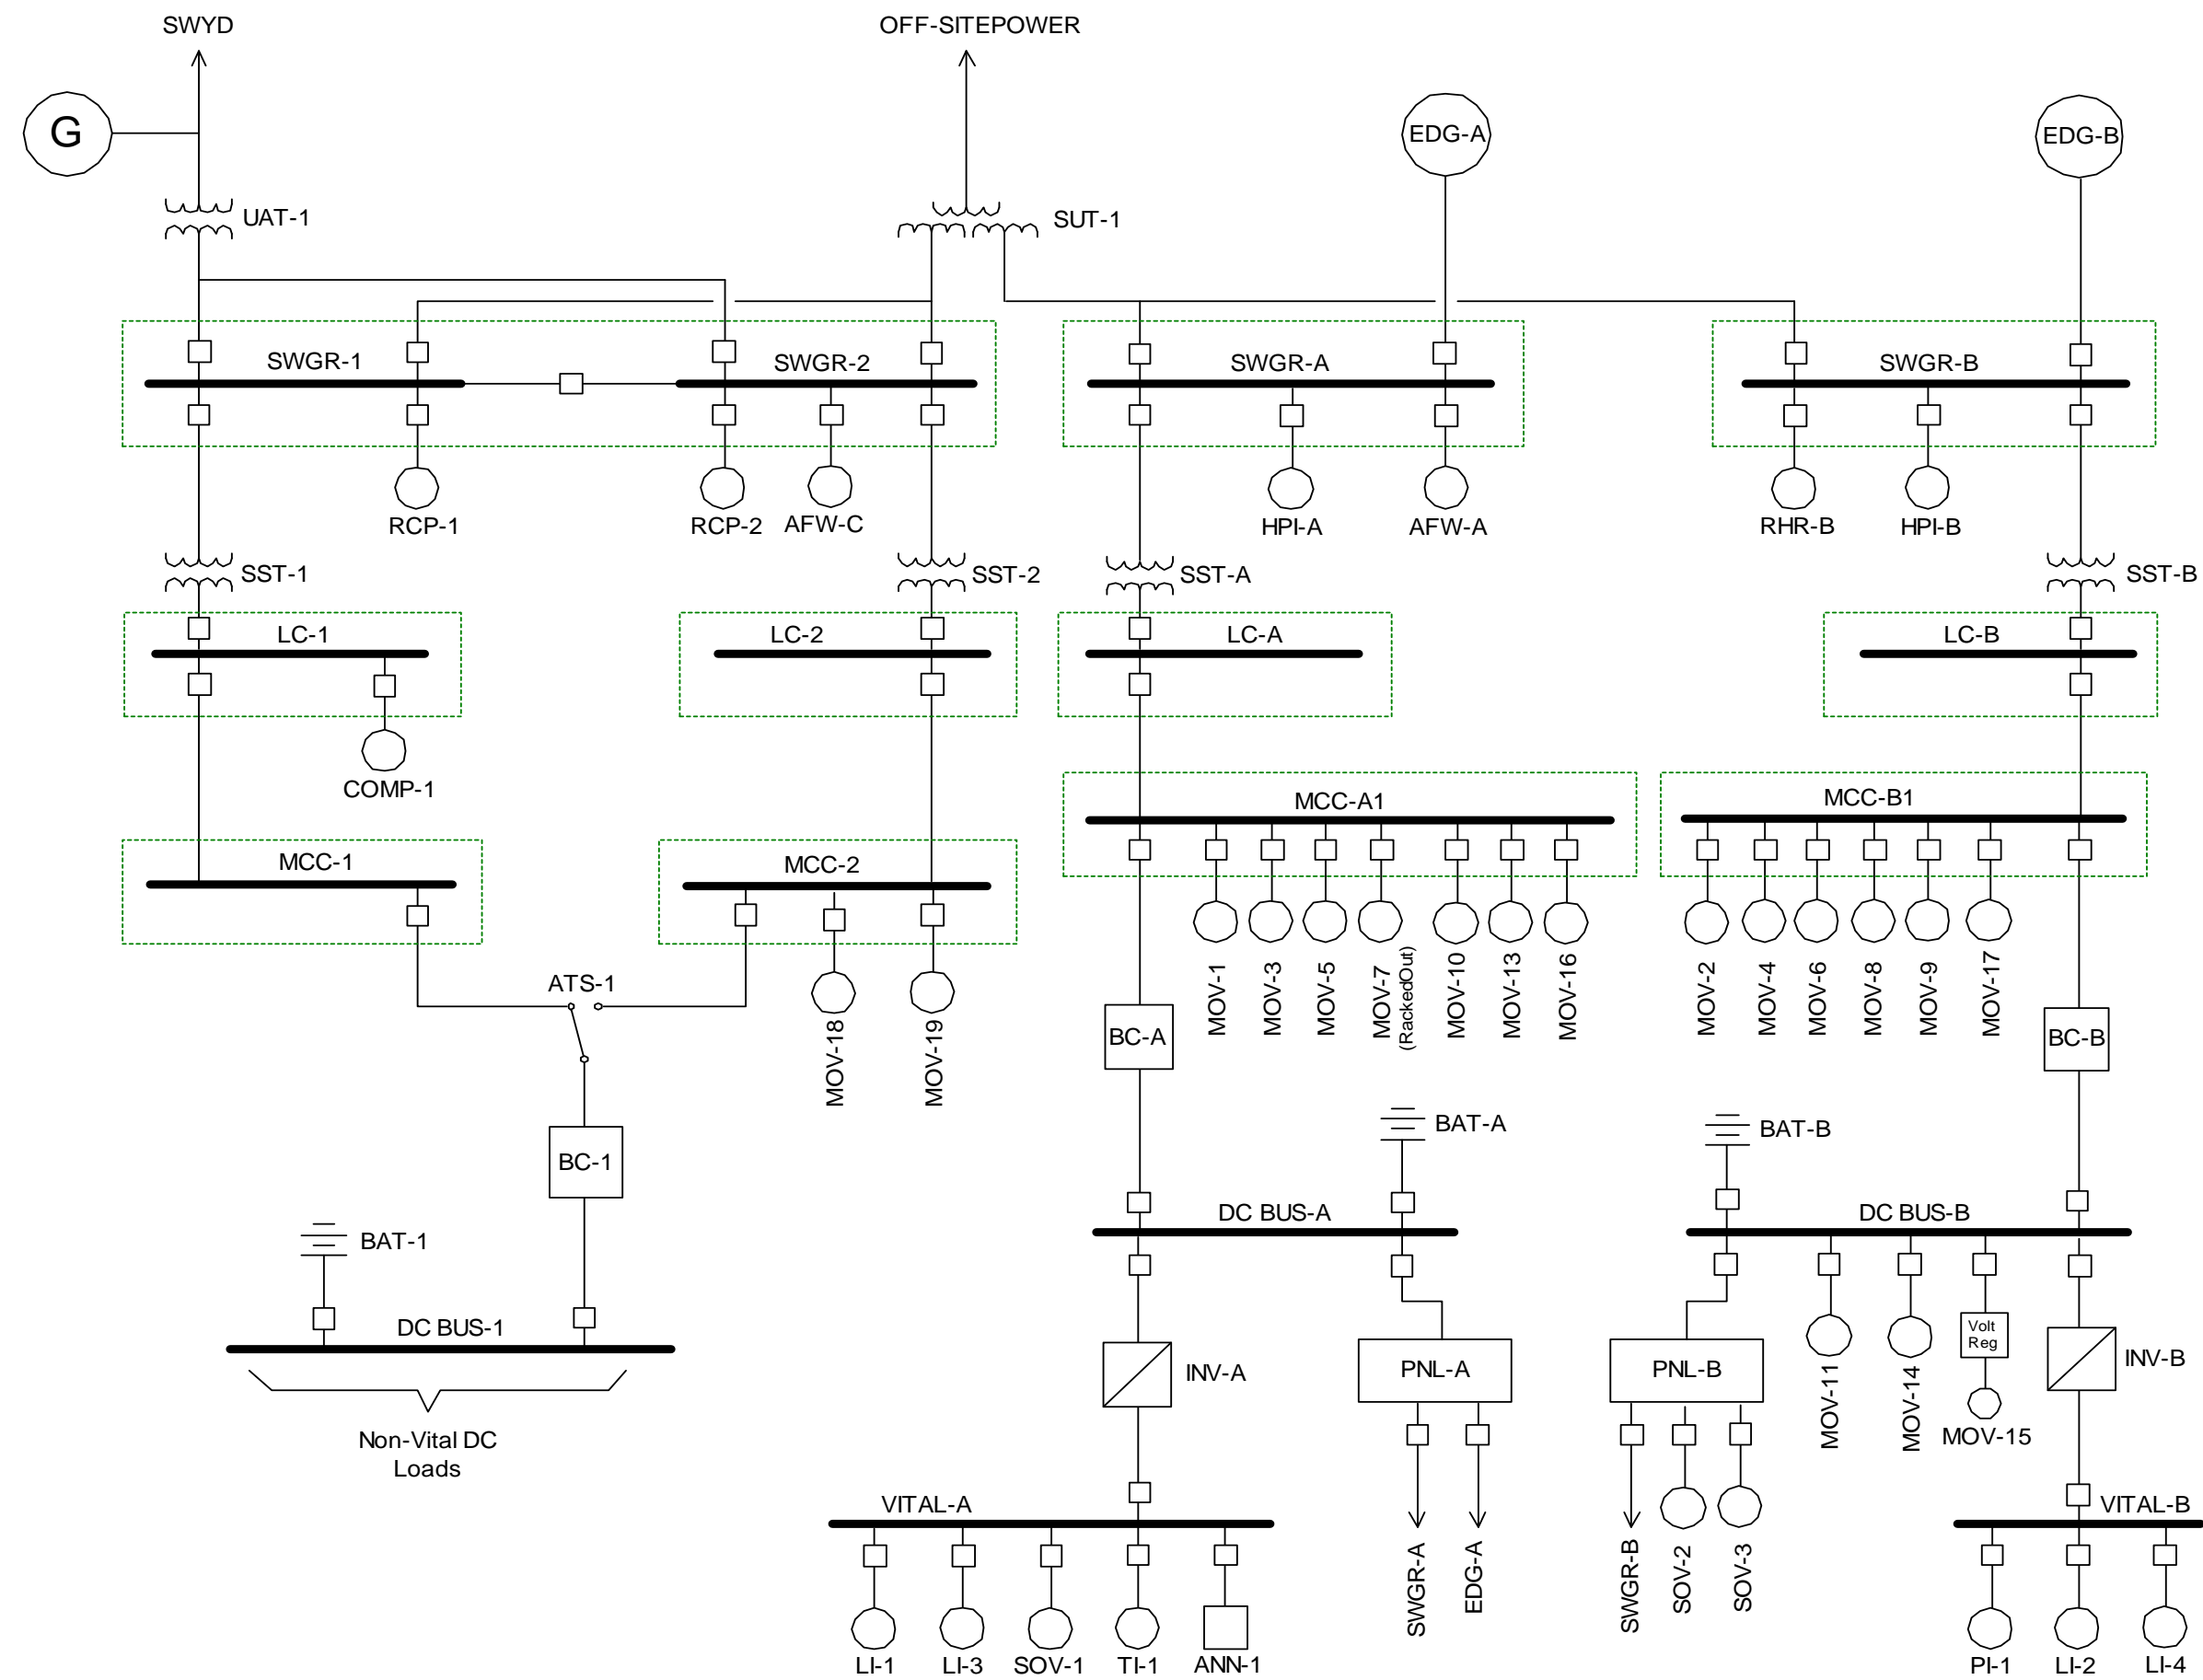 SWYD
OFF-SITEPOWER
G
EDG-A
EDG-B
UAT-1
SUT-1
SWGR-1
SWGR-2
SWGR-A
SWGR-B
RCP-1
RCP-2
AFW-C
HPI-A
AFW-A
RHR-B
HPI-B
SST-1
SST-2
SST-A
SST-B
LC-1
LC-2
LC-A
LC-B
COMP-1
MCC-A1
MCC-B1
MCC-1
MCC-2
MOV-1
MOV-3
MOV-5
MOV-7
(RackedOut)
MOV-10
MOV-13
MOV-16
MOV-2
MOV-4
MOV-6
MOV-8
MOV-9
MOV-17
ATS-1
MOV-18
MOV-19
BC-A
BC-B
BC-1
BAT-A
BAT-B
BAT-1
DC BUS-A
DC BUS-B
DC BUS-1
Non-Vital DC
Loads
INV-A
PNL-A
PNL-B
MOV-11
MOV-14
Volt
Reg
MOV-15
INV-B
VITAL-A
VITAL-B
SWGR-A
EDG-A
SWGR-B
SOV-2
SOV-3
LI-1
LI-3
SOV-1
TI-1
ANN-1
PI-1
LI-2
LI-4